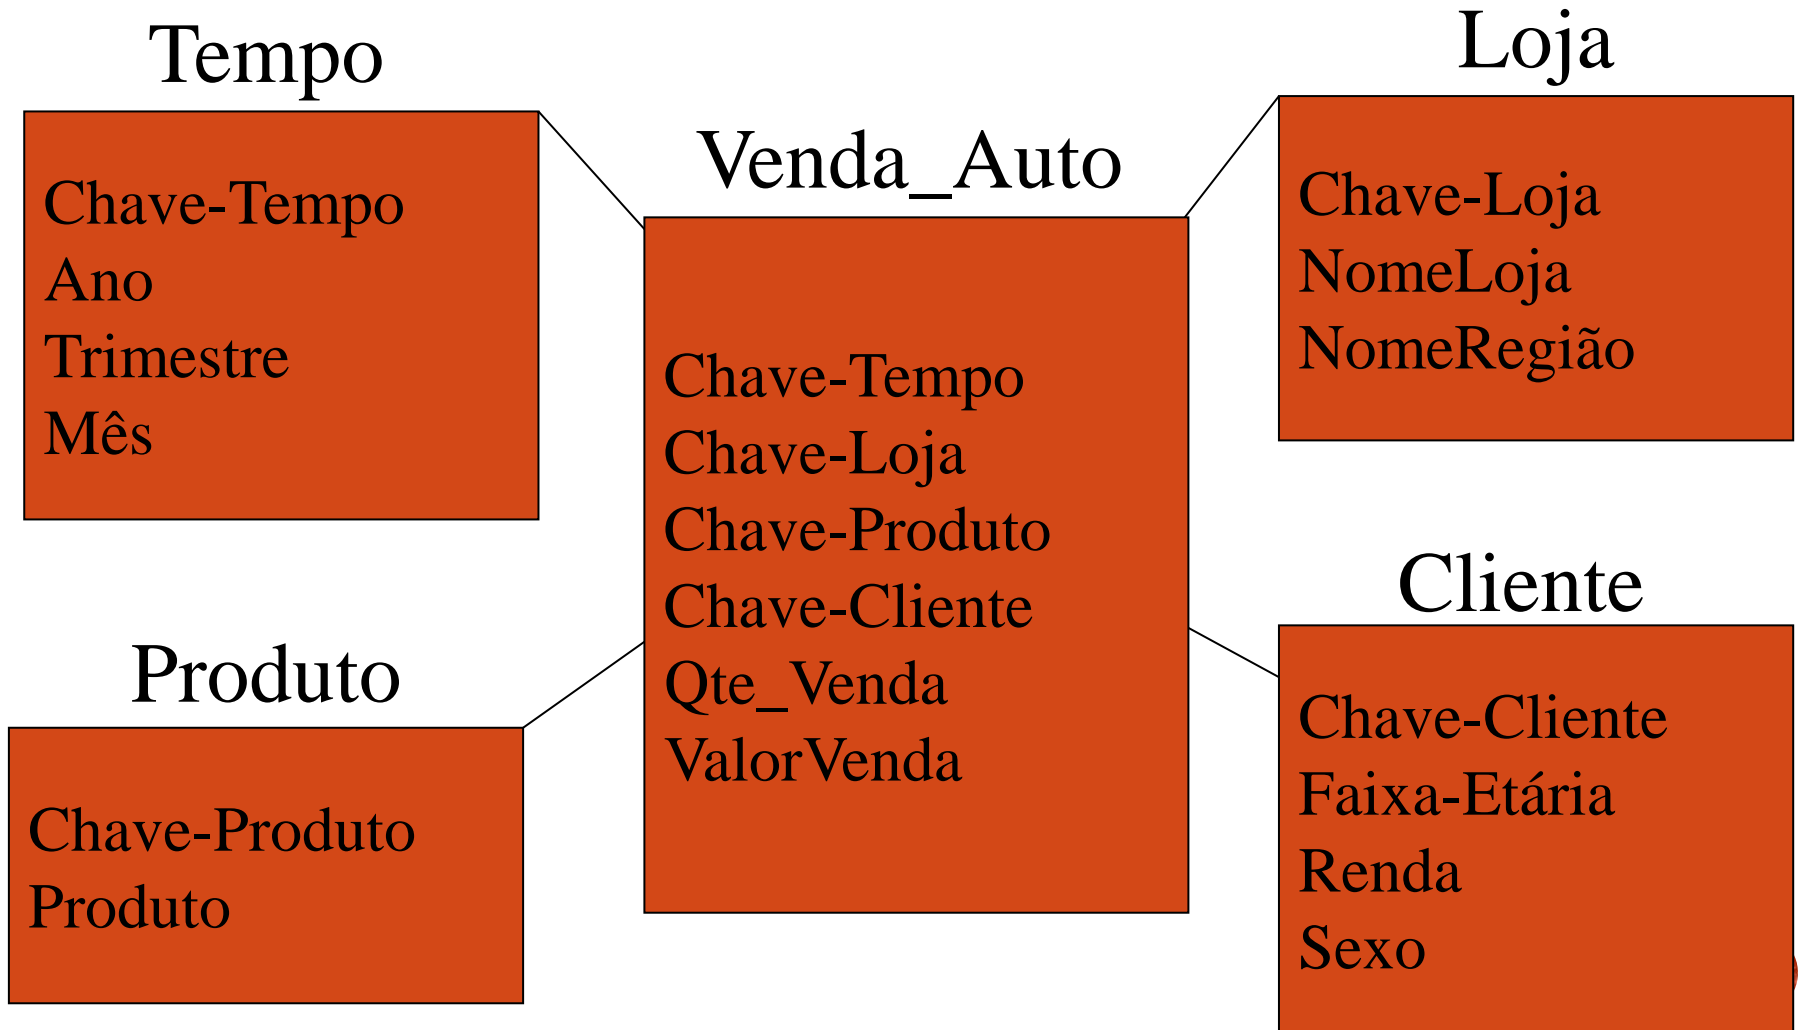 Tempo
Chave-Tempo
Ano
Trimestre
Mês
Produto
Chave-Produto
Produto
Venda_Auto
Chave-Tempo
Chave-Loja
Chave-Produto
Chave-Cliente
Qte_Venda
ValorVenda
Loja
Chave-Loja
NomeLoja
NomeRegião
Cliente
Chave-Cliente
Faixa-Etária
Renda
Sexo